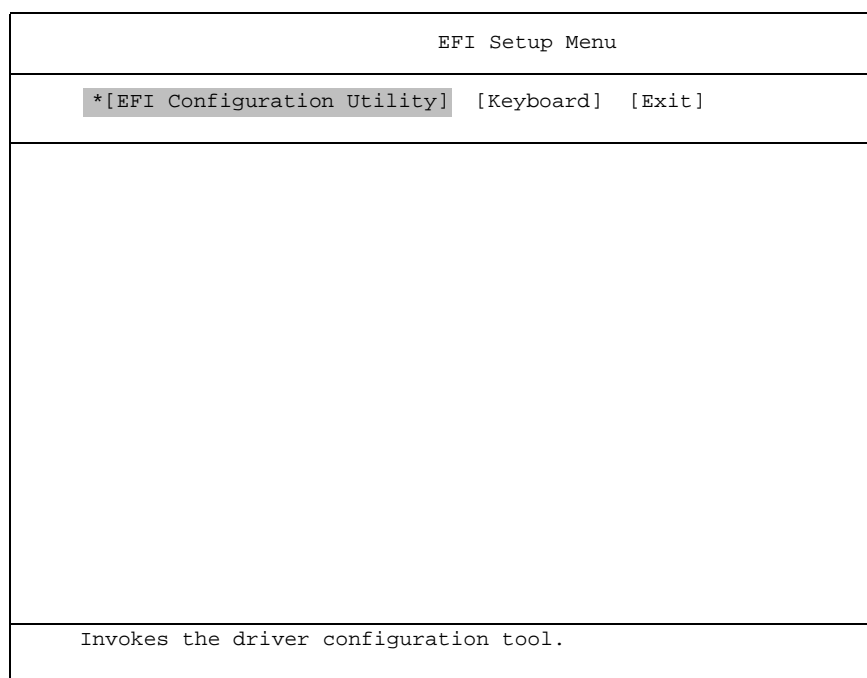 EFI Setup Menu
*[EFI Configuration Utility] [Keyboard] [Exit]
Invokes the driver configuration tool.